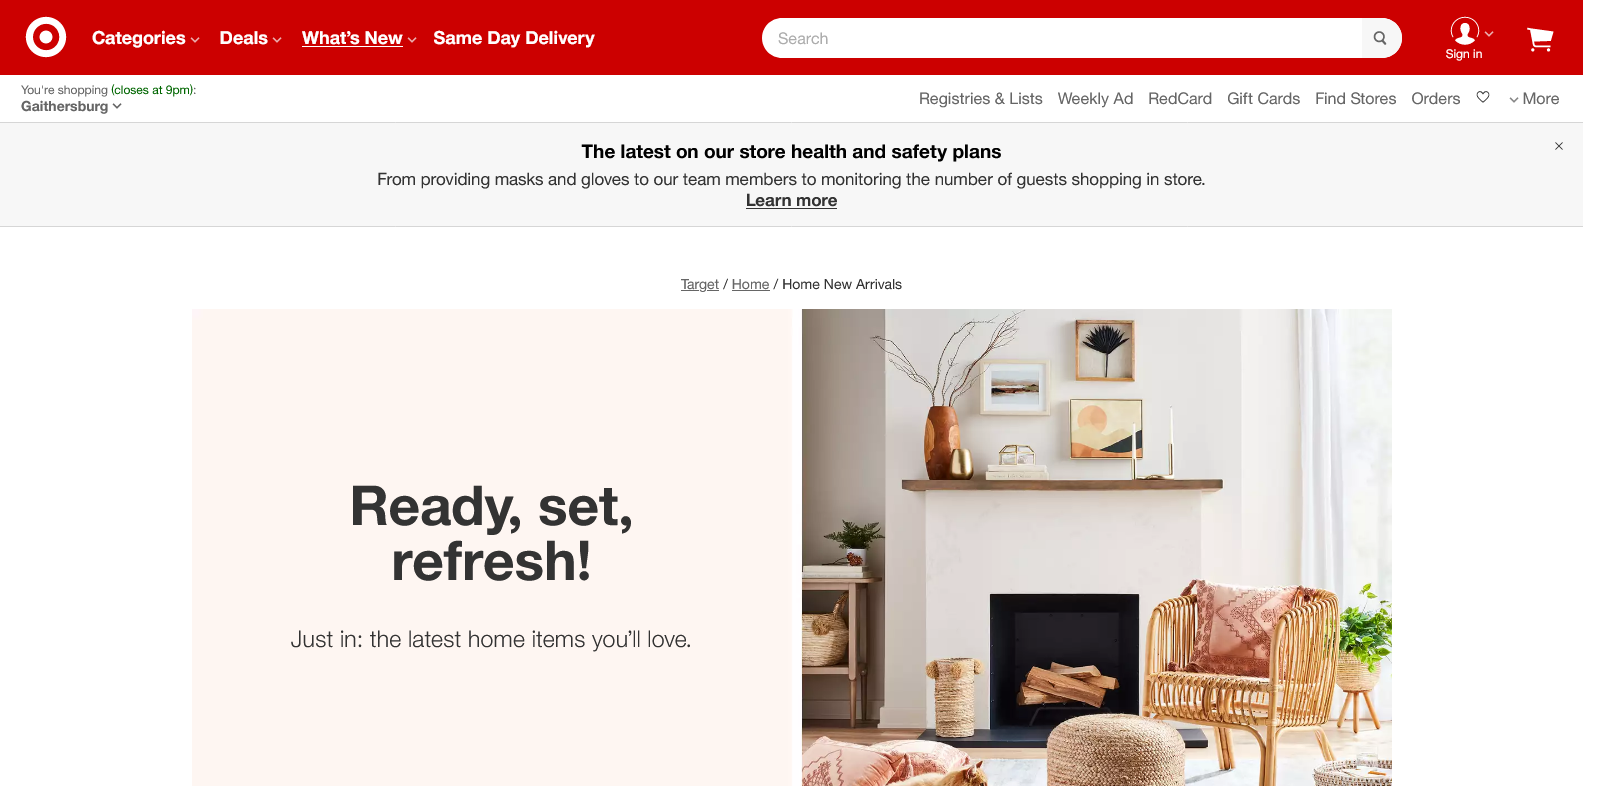 Categories Deals What's New Same Day Delivery Search Sign in
You're shopping (closes at 9pm):
Gaithersburg
Registries & Lists Weekly Ad RedCard Gift Cards Find Stores Orders More
The latest on our store health and safety plans
From providing masks and gloves to our team members to monitoring the number of guests shopping in store.
Learn more
Target / Home / Home New Arrivals
Ready, set,
refresh!
Just in: the latest home items you’ll love.